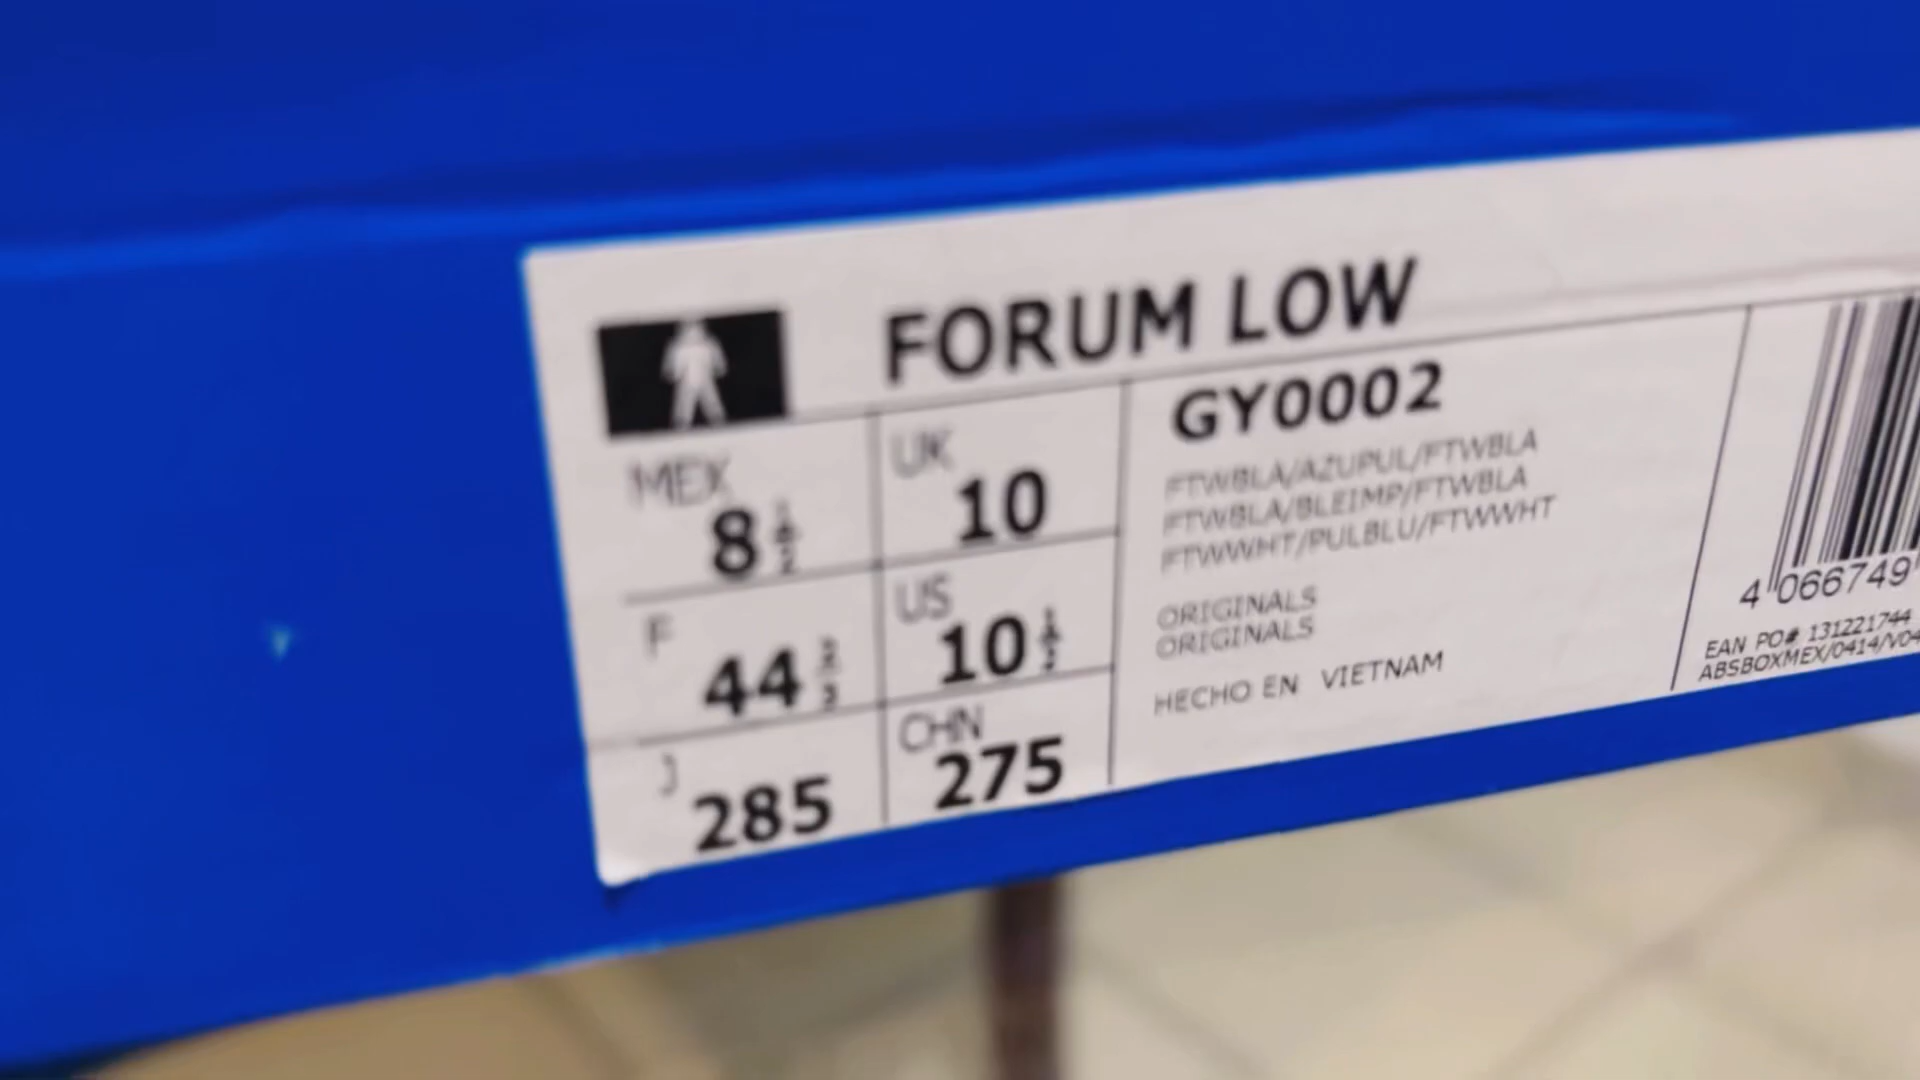 FORUM LOW
MEX
8 1/2
UK
10
F
44 2/3
US
10 1/2
J
285
CHN
275
GY0002
FTWBLA/AZUPUL/FTWBLA
FTWBLA/BLEIMP/FTWBLA
FTWWHT/PULBLU/FTWWHT
ORIGINALS
ORIGINALS
HECHO EN VIETNAM
4 066749
EAN PO# 131221744
ABSBOXMEX/0414/V04